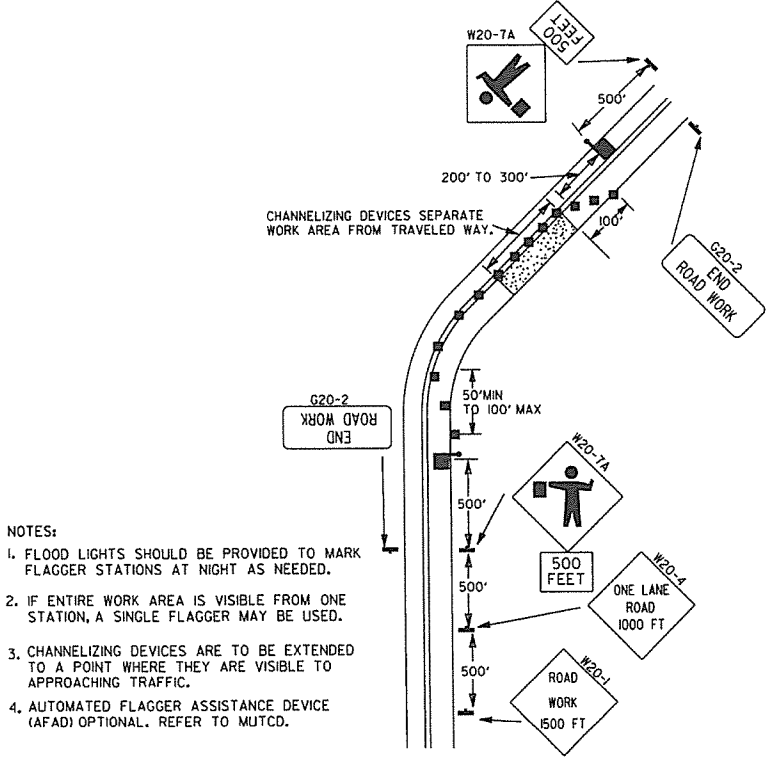 W20-7A
500
FEET
500'
200' TO 300'
CHANNELIZING DEVICES SEPARATE
WORK AREA FROM TRAVELED WAY.
100'
G20-2
END
ROAD WORK
G20-2
END
ROAD WORK
50'MIN
TO 100' MAX
W20-7A
500'
500
FEET
500'
W20-4
ONE LANE
ROAD
1000 FT
500'
W20-1
ROAD
WORK
1500 FT
NOTES:
1. FLOOD LIGHTS SHOULD BE PROVIDED TO MARK
FLAGGER STATIONS AT NIGHT AS NEEDED.
2. IF ENTIRE WORK AREA IS VISIBLE FROM ONE
STATION, A SINGLE FLAGGER MAY BE USED.
3. CHANNELIZING DEVICES ARE TO BE EXTENDED
TO A POINT WHERE THEY ARE VISIBLE TO
APPROACHING TRAFFIC.
4. AUTOMATED FLAGGER ASSISTANCE DEVICE
(AFAD) OPTIONAL. REFER TO MUTCD.